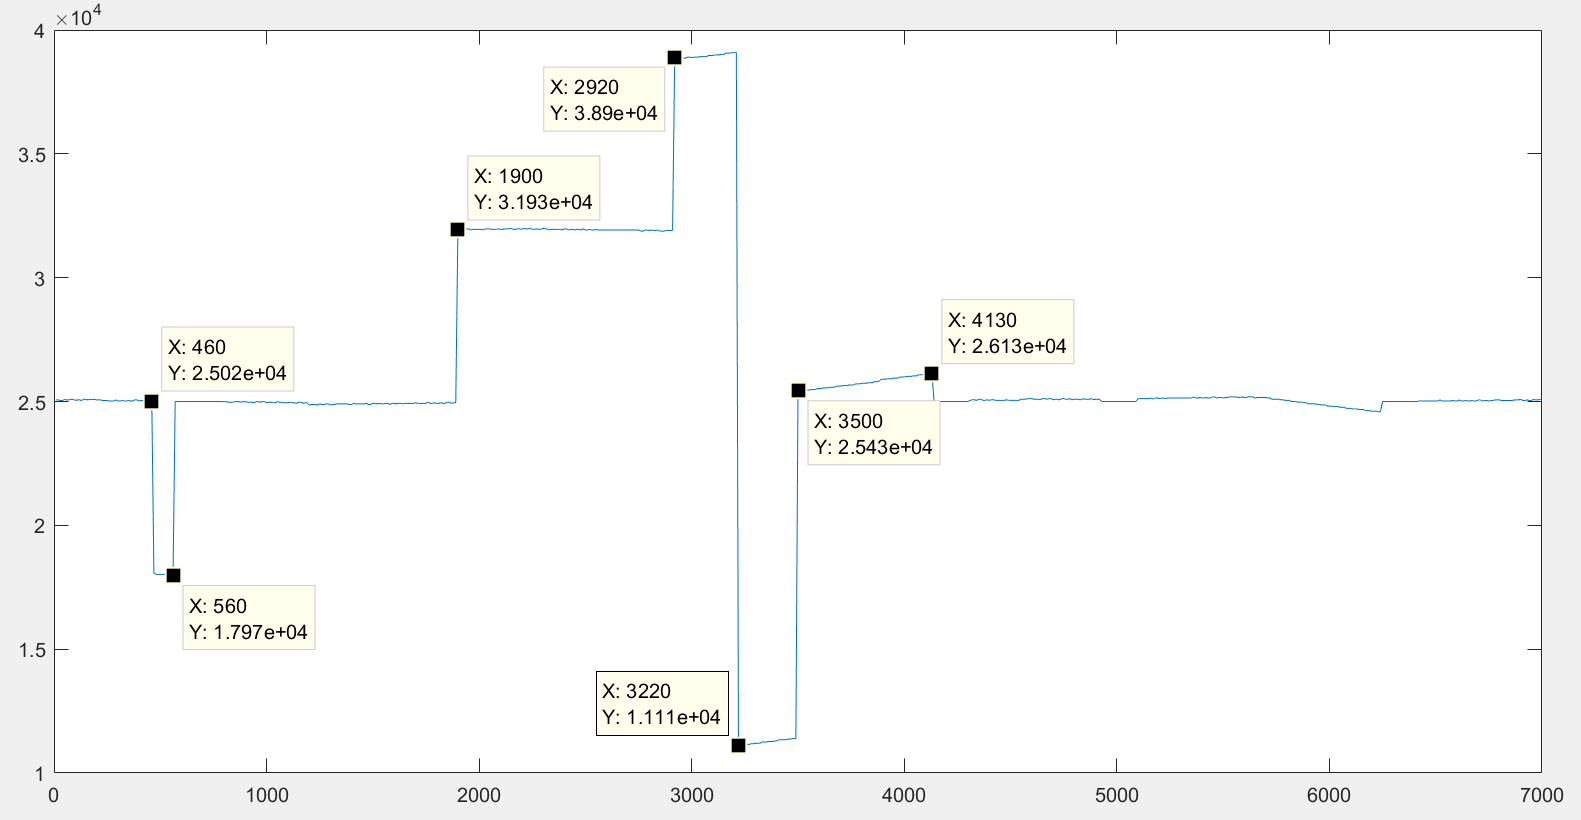 ×10⁴
4
X: 2920
Y: 3.89e+04
3.5
X: 1900
Y: 3.193e+04
3
X: 4130
Y: 2.613e+04
X: 460
Y: 2.502e+04
2.5
X: 3500
Y: 2.543e+04
2
X: 560
Y: 1.797e+04
1.5
X: 3220
Y: 1.111e+04
1
0 1000 2000 3000 4000 5000 6000 7000